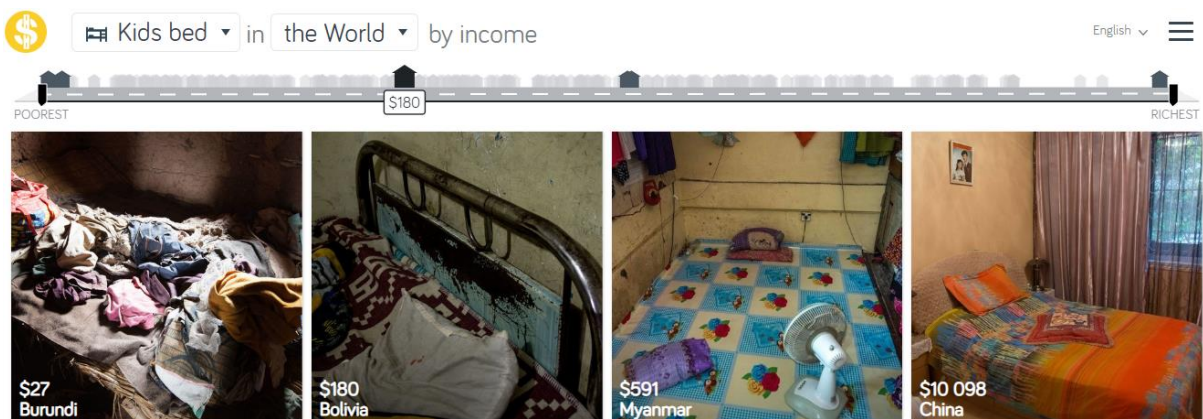 $ Kids bed in the World by income English
$180
POOREST RICHEST
$27
Burundi
$180
Bolivia
$591
Myanmar
$10 098
China